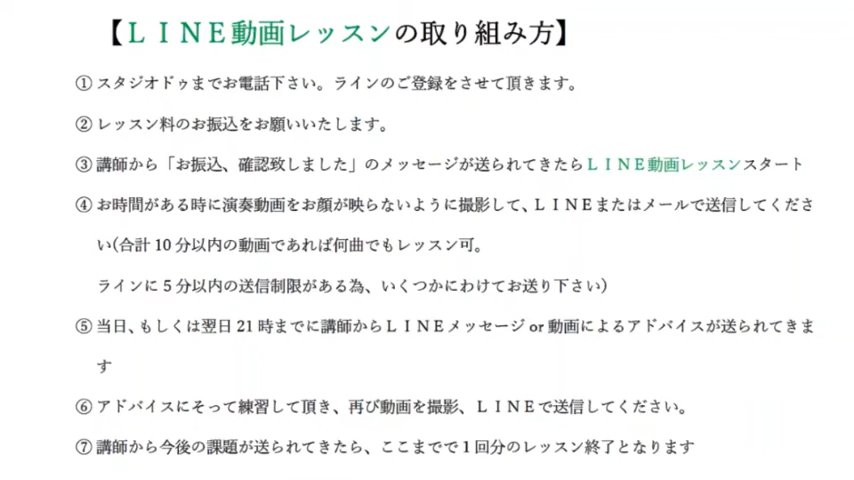 【ＬＩＮＥ動画レッスンの取り組み方】
① スタジオドゥまでお電話下さい。ラインのご登録をさせて頂きます。
② レッスン料のお振込をお願いいたします。
③ 講師から「お振込、確認致しました」のメッセージが送られてきたらＬＩＮＥ動画レッスンスタート
④ お時間がある時に演奏動画をお顔が映らないように撮影して、ＬＩＮＥまたはメールで送信してくださ
い(合計 10 分以内の動画であれば何曲でもレッスン可。
ラインに 5 分以内の送信制限がある為、いくつかにわけてお送り下さい)
⑤ 当日、もしくは翌日 21 時までに講師からＬＩＮＥメッセージ or 動画によるアドバイスが送られてきま
す
⑥ アドバイスにそって練習して頂き、再び動画を撮影、ＬＩＮＥで送信してください。
⑦ 講師から今後の課題が送られてきたら、ここまでで 1 回分のレッスン終了となります